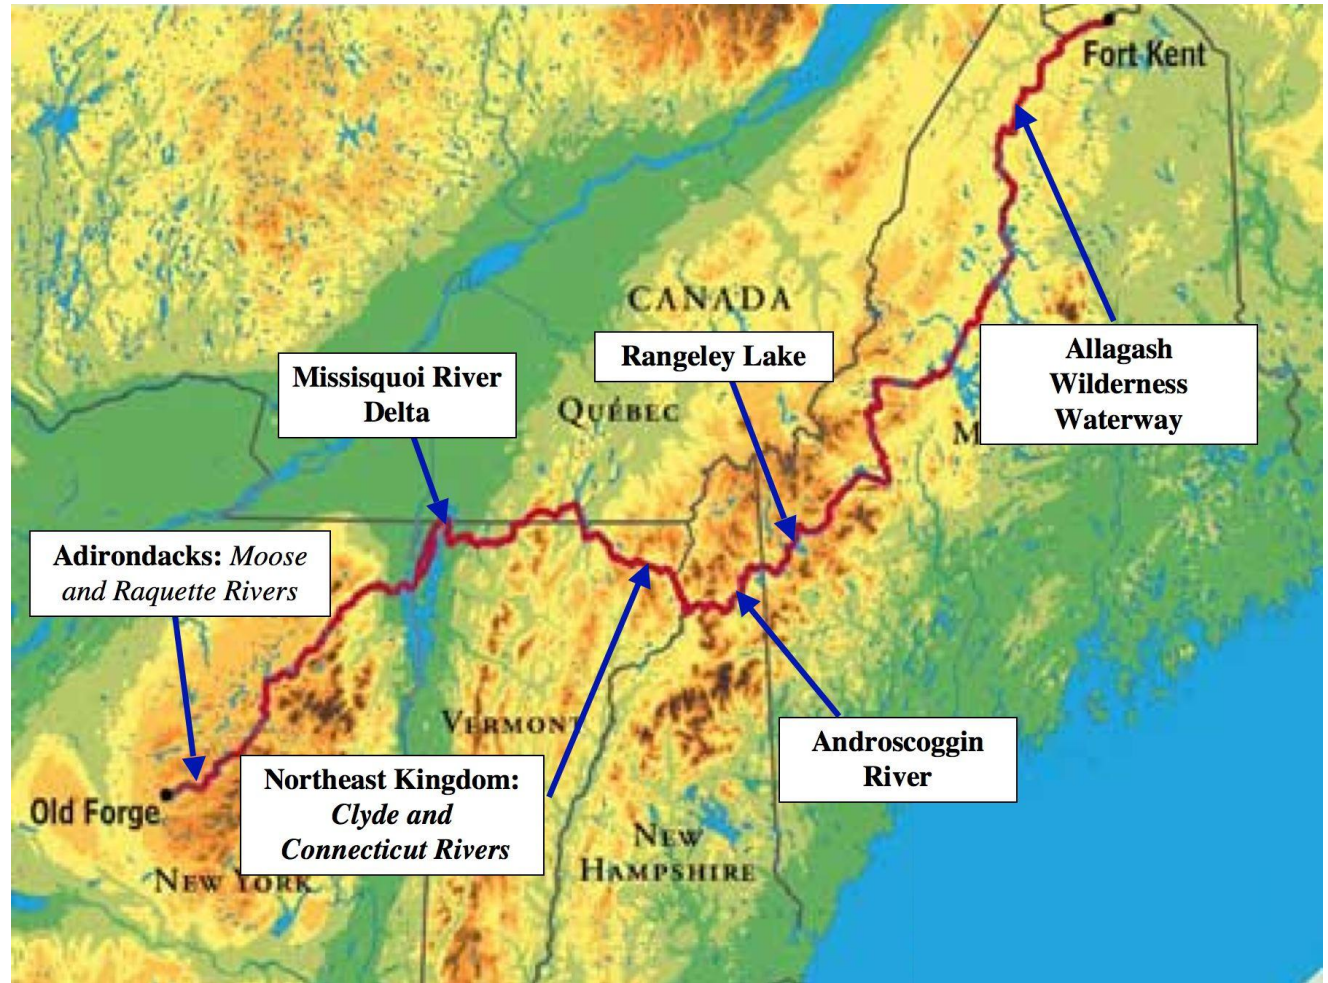 Fort Kent
CANADA
Rangeley Lake
Allagash
Wilderness
Waterway
Missisquoi River
Delta
QUÉBEC
M
Adirondacks: Moose
and Raquette Rivers
VERMONT
Androscoggin
River
Northeast Kingdom:
Clyde and
Connecticut Rivers
Old Forge
NEW
HAMPSHIRE
NEW YORK